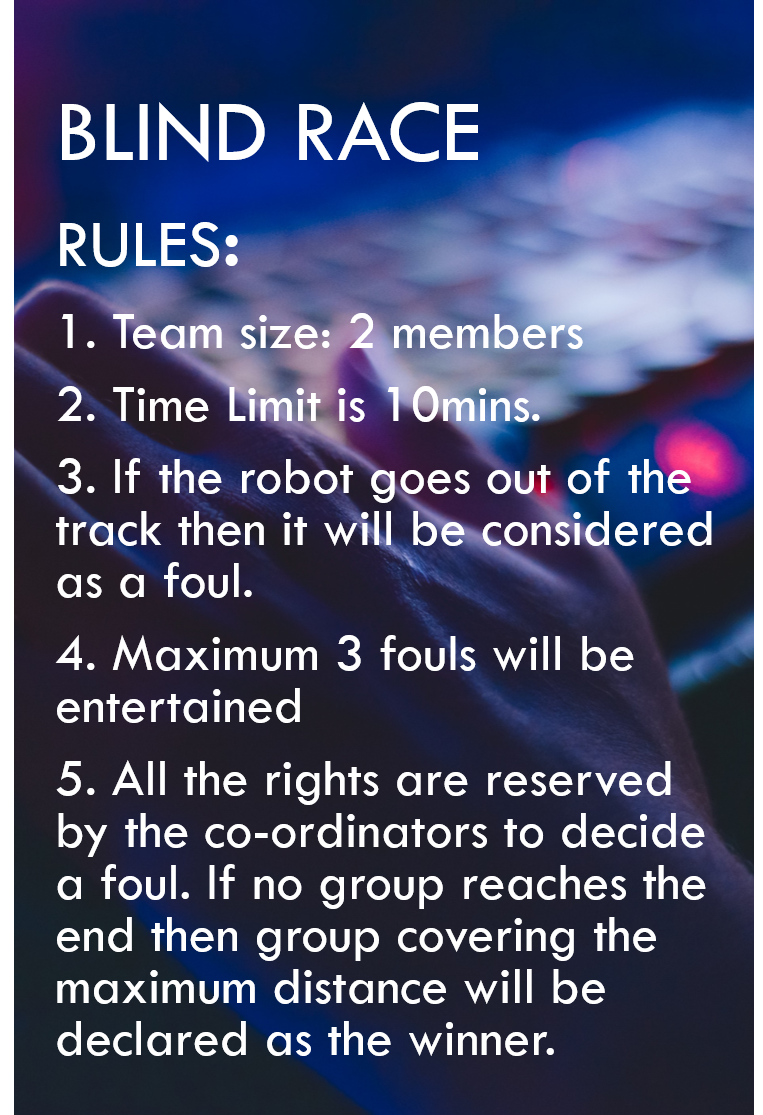 BLIND RACE
RULES:
1. Team size: 2 members
2. Time Limit is 10mins.
3. If the robot goes out of the
track then it will be considered
as a foul.
4. Maximum 3 fouls will be
entertained
5. All the rights are reserved
by the co-ordinators to decide
a foul. If no group reaches the
end then group covering the
maximum distance will be
declared as the winner.